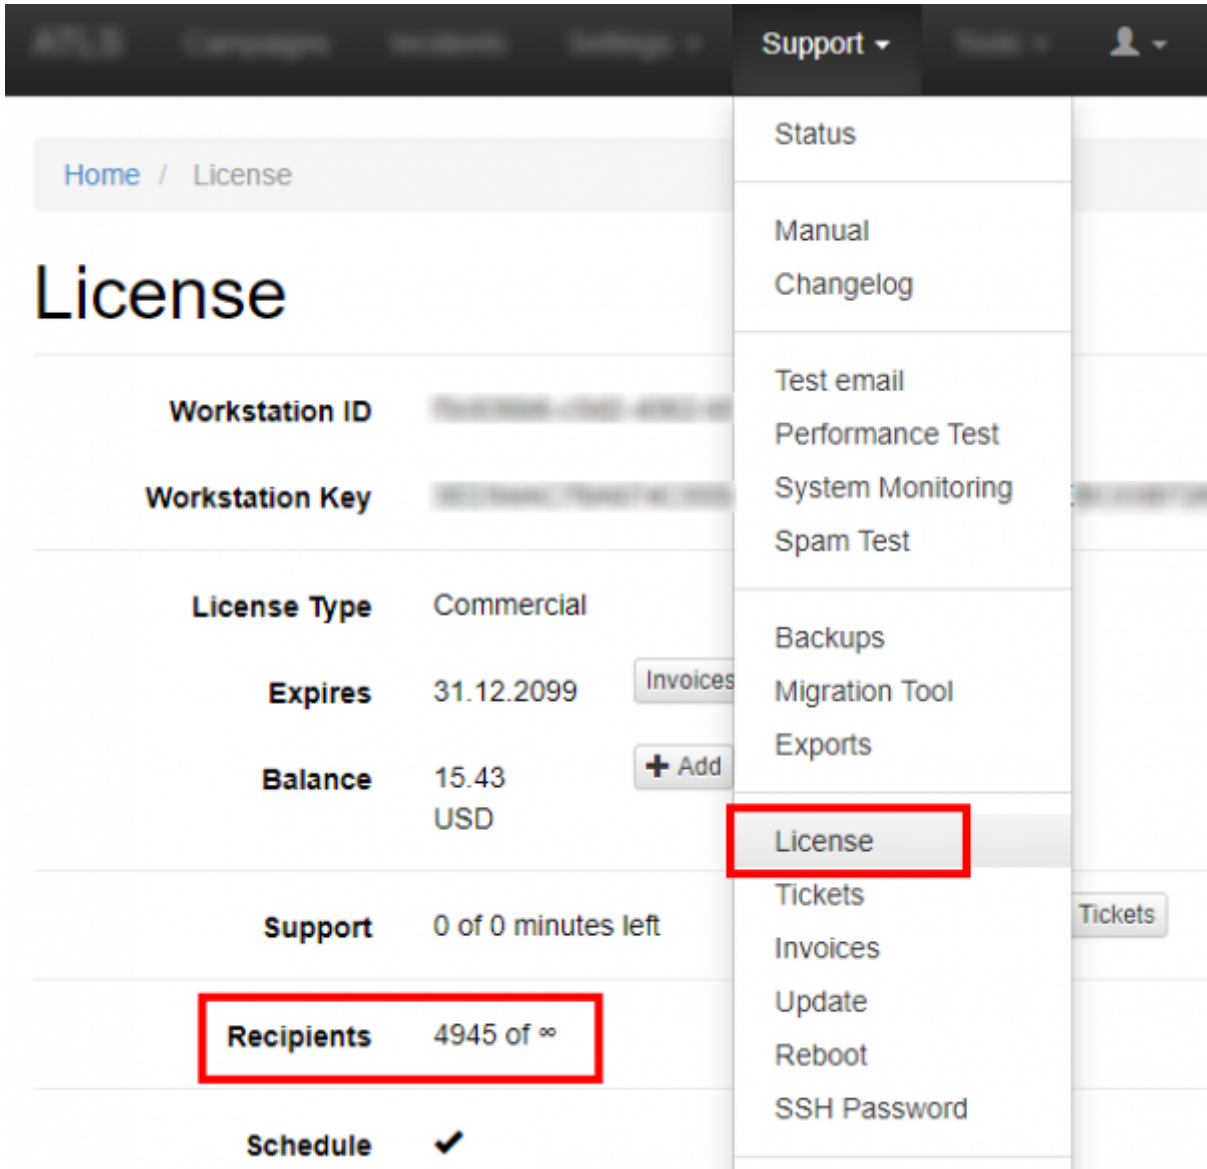 Support
Home / License
License
Workstation ID
Workstation Key
License Type Commercial
Expires 31.12.2099 Invoices
Balance 15.43 USD Add
Support 0 of 0 minutes left Tickets
Recipients 4945 of ∞
Schedule
Status
Manual
Changelog
Test email
Performance Test
System Monitoring
Spam Test
Backups
Migration Tool
Exports
License
Tickets
Invoices
Update
Reboot
SSH Password